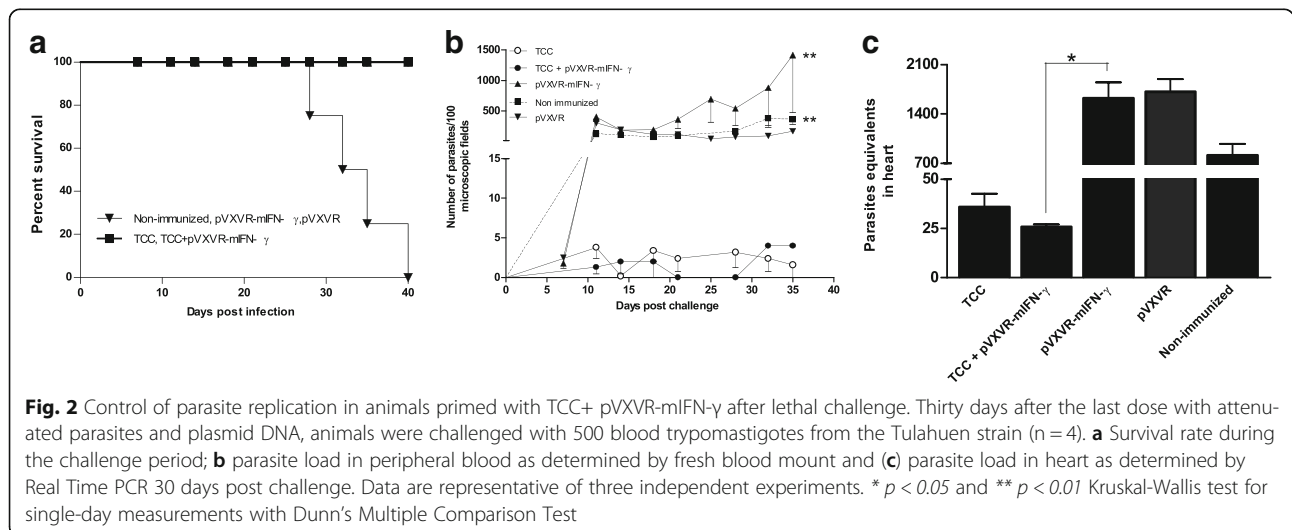 a
Percent survival
100
80
60
40
20
0
Non-immunized, pVXVR-mIFN- γ,pVXVR
TCC, TCC+pVXVR-mIFN- γ
0 10 20 30 40
Days post infection
b
Number of parasites/100
microscopic fields
1500
1000
500
15
10
5
0
TCC
TCC + pVXVR-mIFN- γ
pVXVR-mIFN- γ
Non immunized
pVXVR
**
**
0 5 10 15 20 25 30 35 40
Days post challenge
c
Parasites equivalents
in heart
2100
1400
700
50
25
0
*
TCC
TCC + pVXVR-mIFN-γ
pVXVR-mIFN-γ
pVXVR
Non-immunized
Fig. 2 Control of parasite replication in animals primed with TCC+ pVXVR-mIFN-γ after lethal challenge. Thirty days after the last dose with attenu-
ated parasites and plasmid DNA, animals were challenged with 500 blood trypomastigotes from the Tulahuen strain (n = 4). a Survival rate during
the challenge period; b parasite load in peripheral blood as determined by fresh blood mount and (c) parasite load in heart as determined by
Real Time PCR 30 days post challenge. Data are representative of three independent experiments. * p < 0.05 and ** p < 0.01 Kruskal-Wallis test for
single-day measurements with Dunn's Multiple Comparison Test